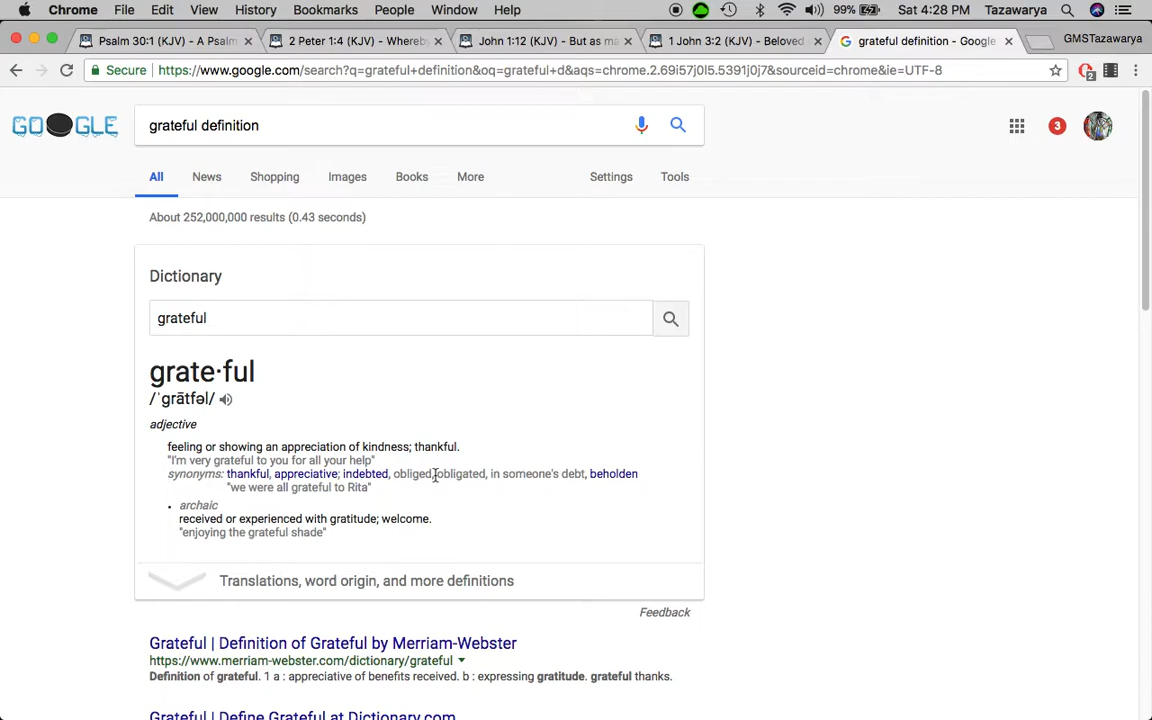 Chrome File Edit View History Bookmarks People Window Help 99% Sat 4:28 PM Tazawarya
Psalm 30:1 (KJV) - A Psalm 2 Peter 1:4 (KJV) - Whereby John 1:12 (KJV) - But as ma 1 John 3:2 (KJV) - Beloved grateful definition - Google GMSTazawarya
Secure https://www.google.com/search?q=grateful+definition&oq=grateful+d&aqs=chrome.2.69i57j0l5.5391j0j7&sourceid=chrome&ie=UTF-8 2
GOOGLE grateful definition 3
All News Shopping Images Books More Settings Tools
About 252,000,000 results (0.43 seconds)
Dictionary
grateful
grate·ful
/ˈɡrātfəl/
adjective
feeling or showing an appreciation of kindness; thankful.
"I'm very grateful to you for all your help"
synonyms: thankful, appreciative; indebted, obliged, obligated, in someone's debt, beholden
"we were all grateful to Rita"
• archaic
received or experienced with gratitude; welcome.
"enjoying the grateful shade"
Translations, word origin, and more definitions
Feedback
Grateful | Definition of Grateful by Merriam-Webster
https://www.merriam-webster.com/dictionary/grateful
Definition of grateful. 1 a : appreciative of benefits received. b : expressing gratitude. grateful thanks.
Grateful | Define Grateful at Dictionary.com